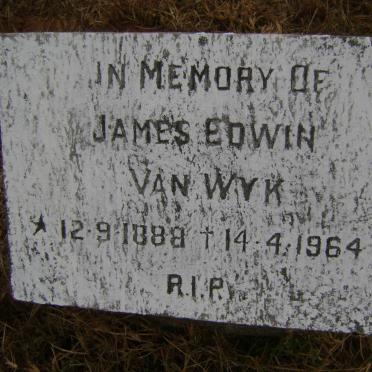 IN MEMORY OF
JAMES EDWIN
VAN WYK
* 12.9.1888 † 14.4.1964
R.I.P.